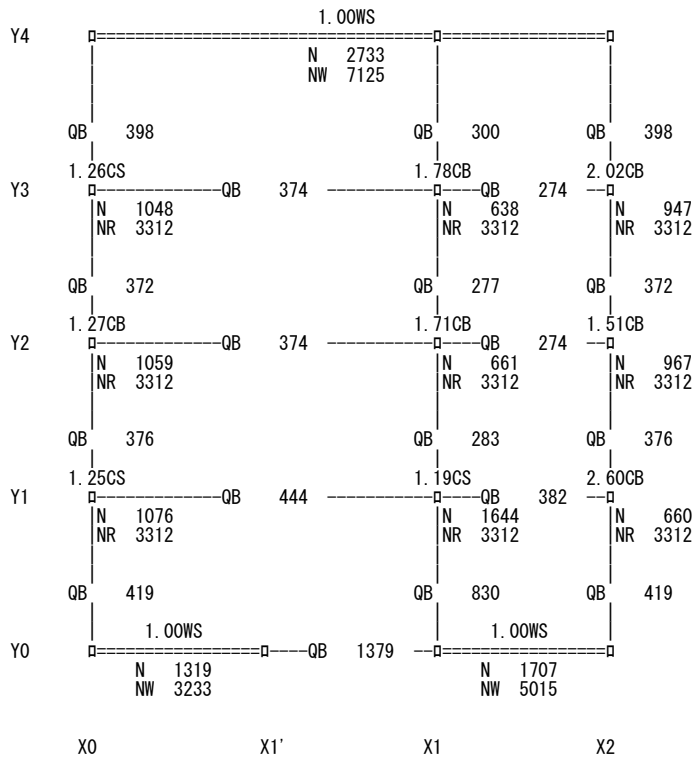 1.00WS
Y4
N 2733
NW 7125
QB 398 QB 300 QB 398
1.26CS 1.78CB 2.02CB
Y3 QB 374 QB 274
N 1048 N 638 N 947
NR 3312 NR 3312 NR 3312
QB 372 QB 277 QB 372
1.27CB 1.71CB 1.51CB
Y2 QB 374 QB 274
N 1059 N 661 N 967
NR 3312 NR 3312 NR 3312
QB 376 QB 283 QB 376
1.25CS 1.19CS 2.60CB
Y1 QB 444 QB 382
N 1076 N 1644 N 660
NR 3312 NR 3312 NR 3312
QB 419 QB 830 QB 419
1.00WS 1.00WS
Y0 QB 1379
N 1319 N 1707
NW 3233 NW 5015
X0 X1' X1 X2